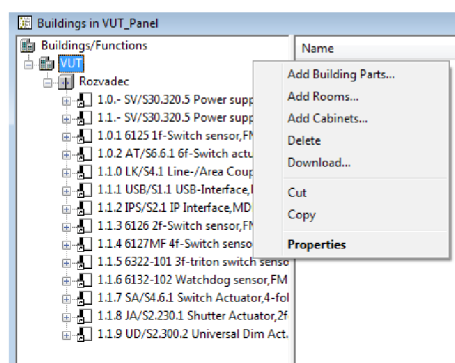 Buildings in VUT_Panel
Buildings/Functions
Name
VUT
Rozvadec
1.0.- SV/S30.320.5 Power supp
1.1.- SV/S30.320.5 Power supp
1.0.1 6125 1f-Switch sensor,FM
1.0.2 AT/S6.6.1 6f-Switch actu
1.1.0 LK/S4.1 Line-/Area Coup
1.1.1 USB/S1.1 USB-Interface,
1.1.2 IPS/S2.1 IP Interface,MD
1.1.3 6126 2f-Switch sensor,FM
1.1.4 6127MF 4f-Switch senso
1.1.5 6322-101 3f-triton switch senso
1.1.6 6132-102 Watchdog sensor,FM
1.1.7 SA/S4.6.1 Switch Actuator,4-fol
1.1.8 JA/S2.230.1 Shutter Actuator,2f
1.1.9 UD/S2.300.2 Universal Dim Act.
Add Building Parts...
Add Rooms...
Add Cabinets...
Delete
Download...
Cut
Copy
Properties